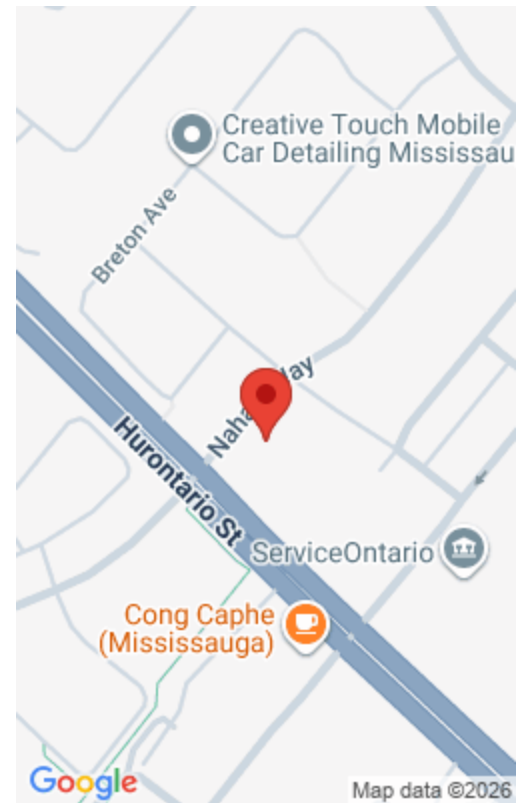 Creative Touch Mobile
Car Detailing Mississau
Breton Ave
Hurontario St
ServiceOntario
Cong Caphe
(Mississauga)
Google
Map data ©2026